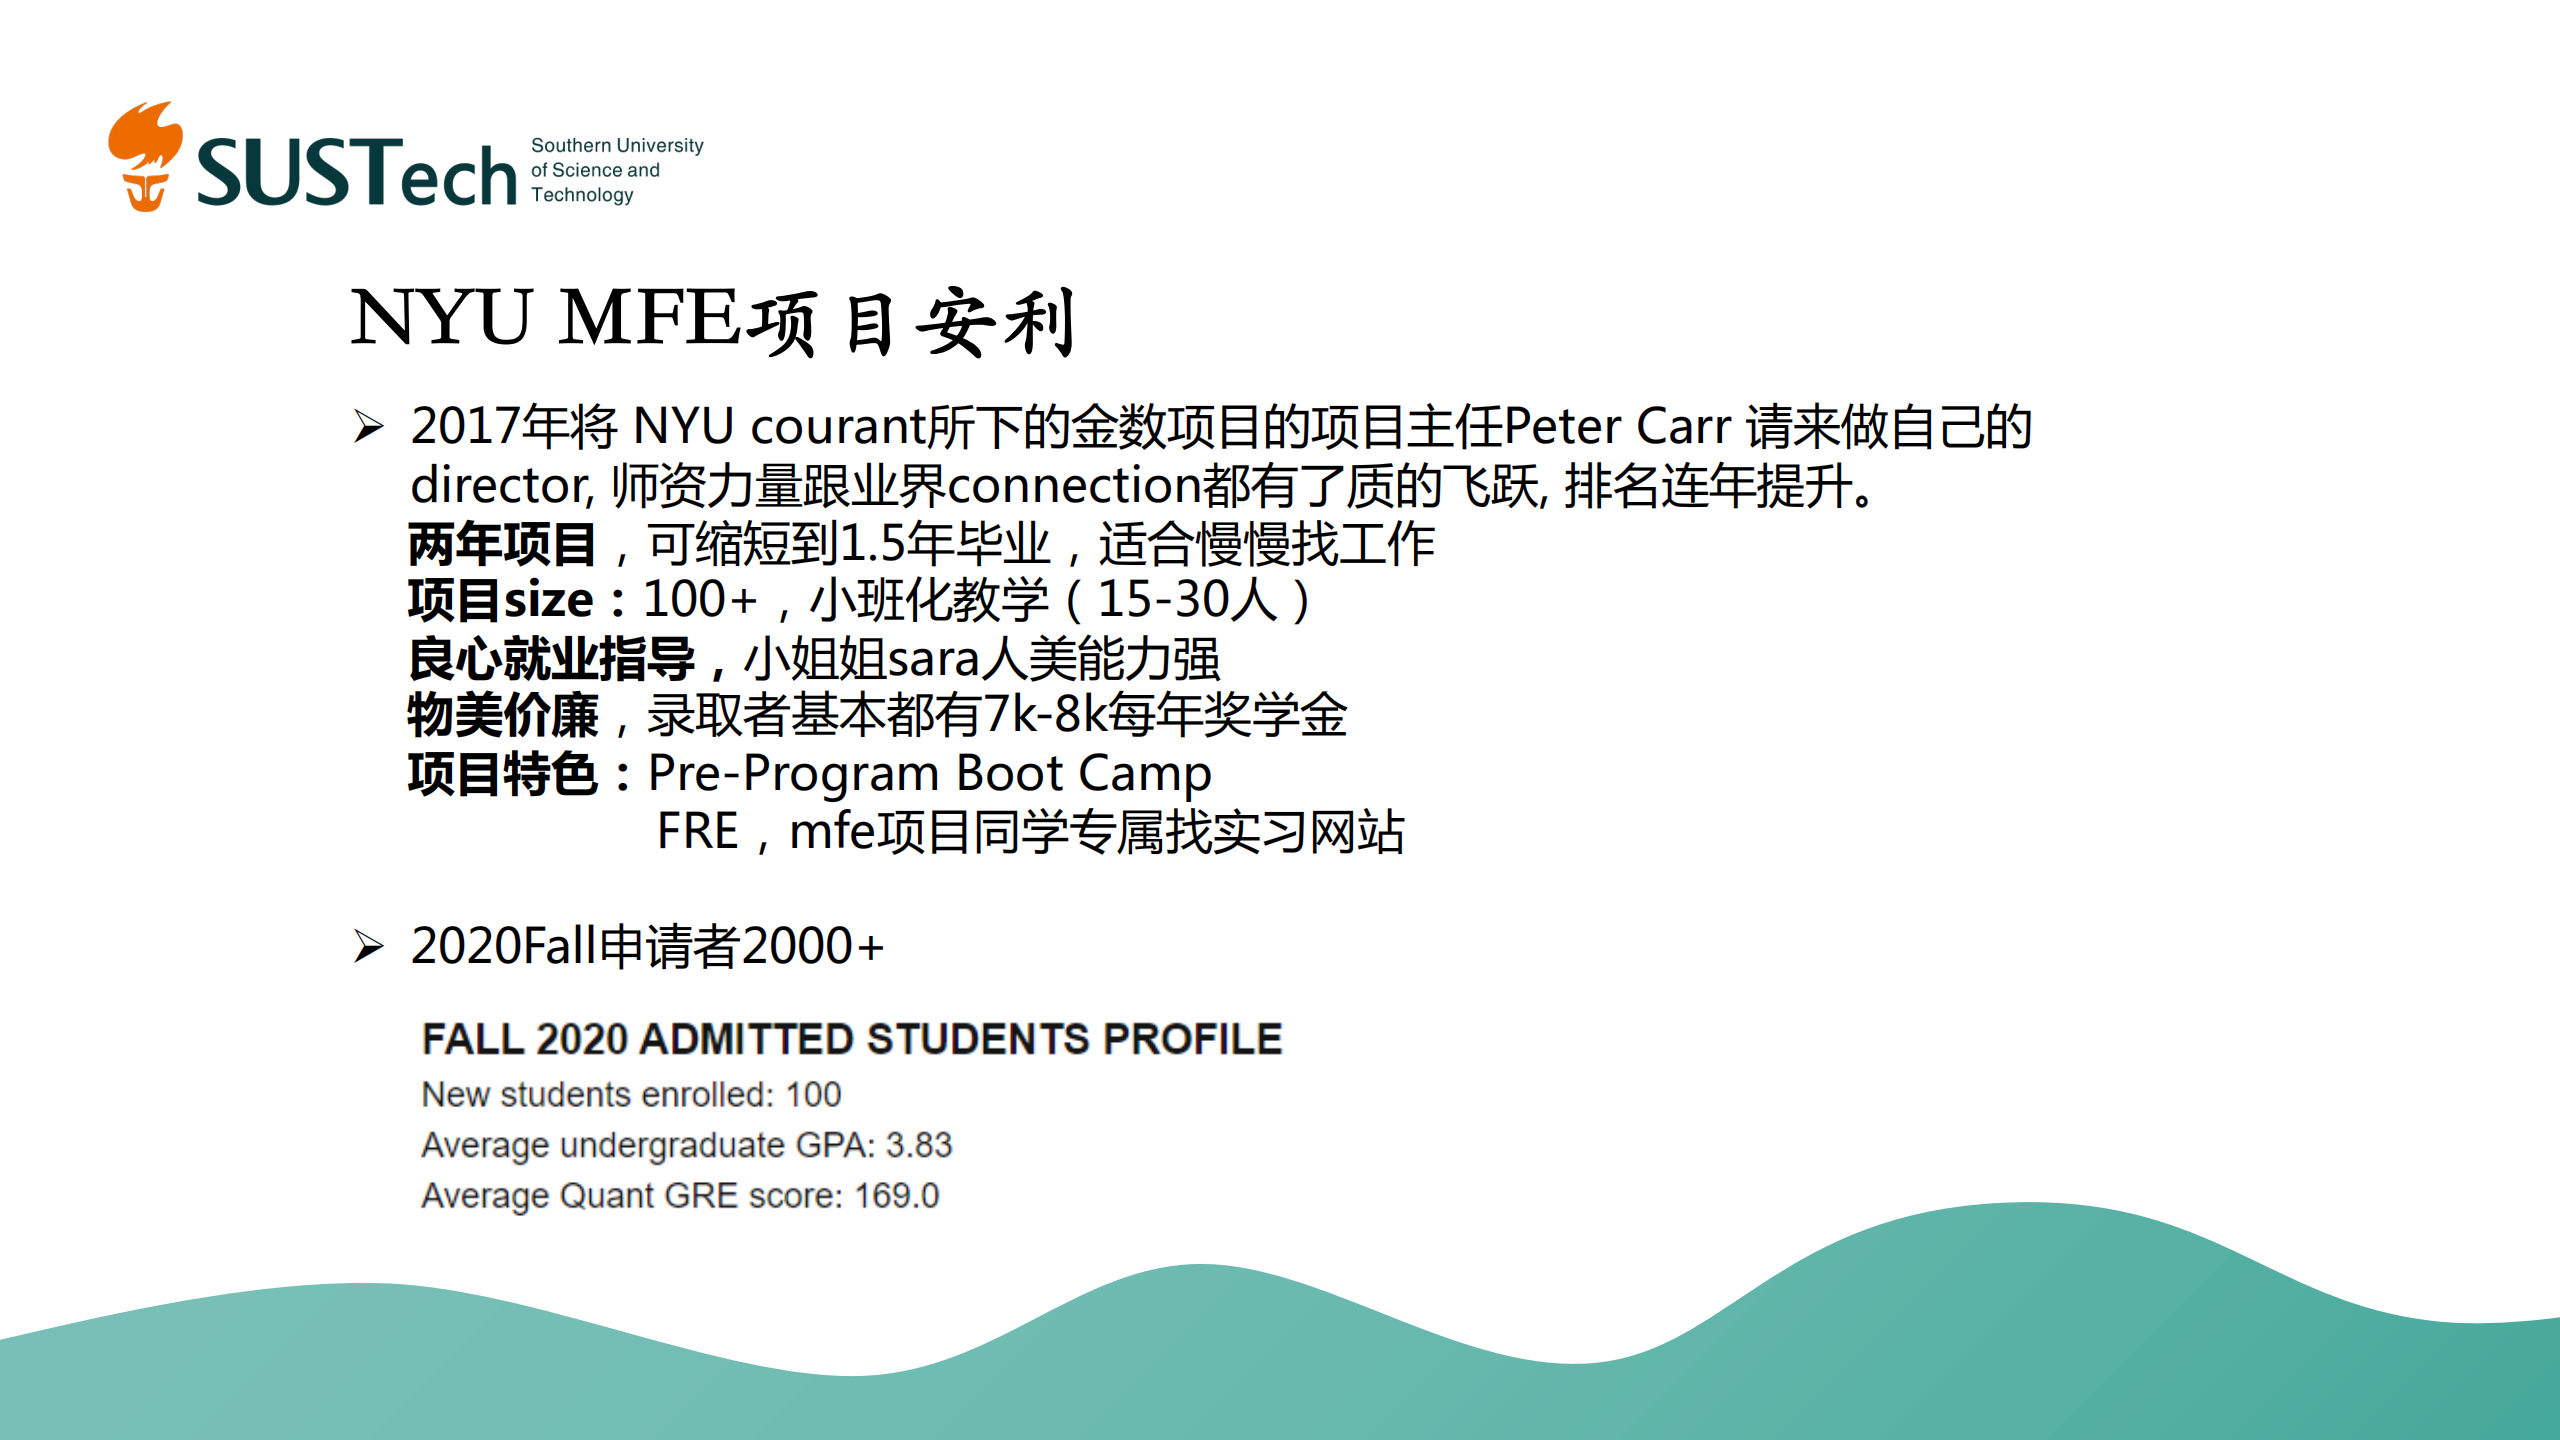 SUSTech
Southern University
of Science and
Technology
NYU MFE项目安利
➢ 2017年将 NYU courant所下的金数项目的项目主任Peter Carr 请来做自己的
director, 师资力量跟业界connection都有了质的飞跃, 排名连年提升。
两年项目，可缩短到1.5年毕业，适合慢慢找工作
项目size：100+，小班化教学（15-30人）
良心就业指导，小姐姐sara人美能力强
物美价廉，录取者基本都有7k-8k每年奖学金
项目特色：Pre-Program Boot Camp
FRE，mfe项目同学专属找实习网站
➢ 2020Fall申请者2000+
FALL 2020 ADMITTED STUDENTS PROFILE
New students enrolled: 100
Average undergraduate GPA: 3.83
Average Quant GRE score: 169.0